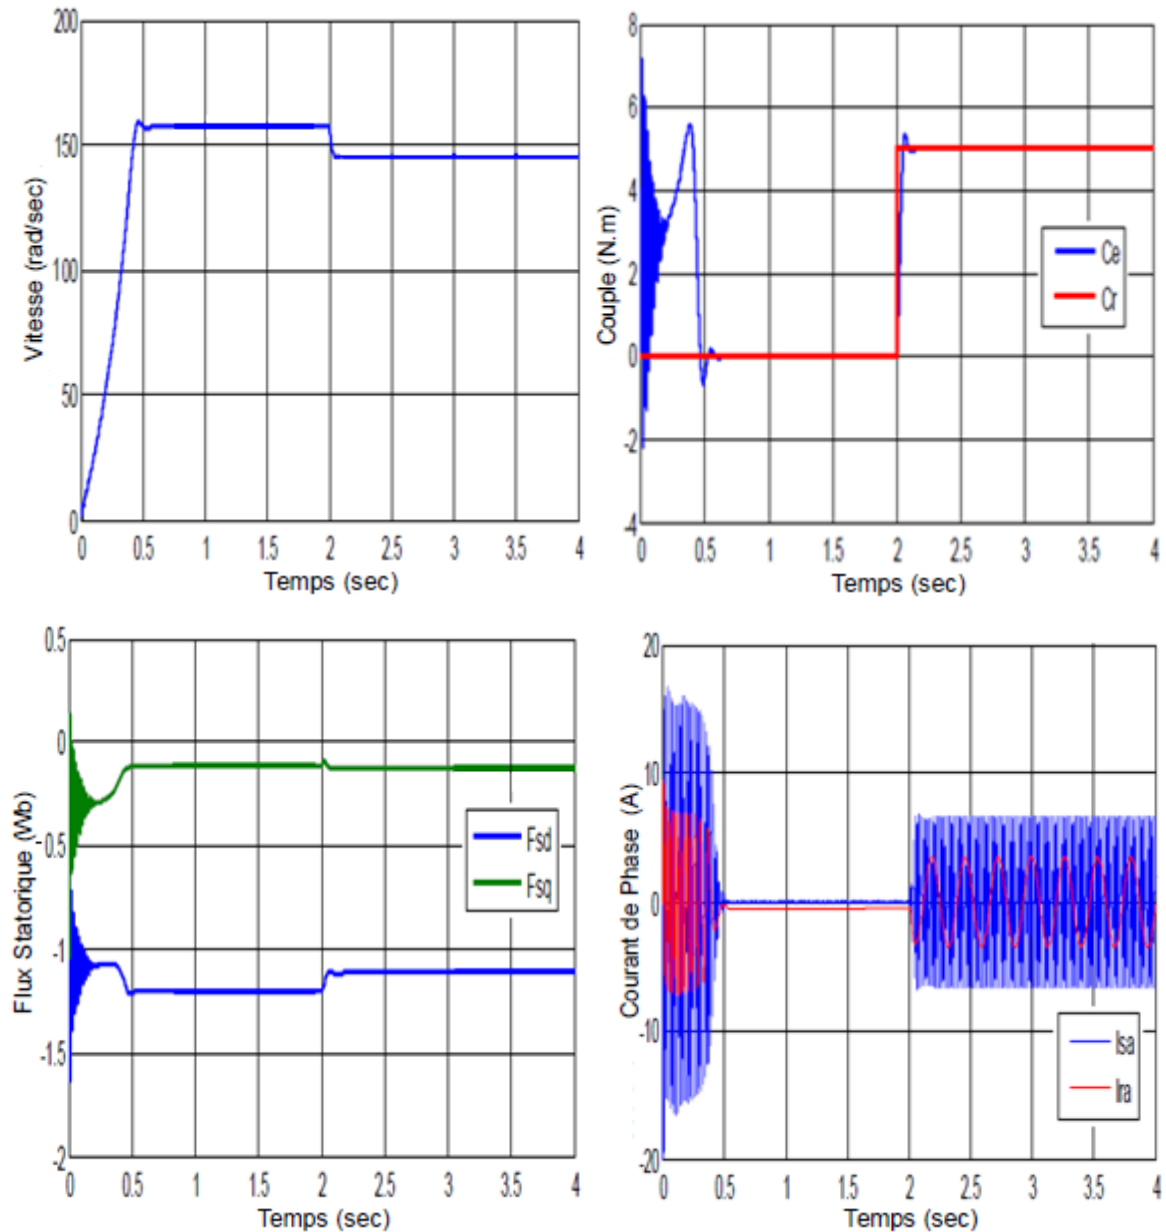 200
150
100
50
0
0 0.5 1 1.5 2 2.5 3 3.5 4
Vitesse (rad/sec)
Temps (sec)
8
6
4
2
0
-2
-4
0 0.5 1 1.5 2 2.5 3 3.5 4
Couple (N.m)
Temps (sec)
Ce
Cr
0.5
0
-0.5
-1
-1.5
-2
0 0.5 1 1.5 2 2.5 3 3.5 4
Flux Statorique (Wb)
Temps (sec)
Fsd
Fsq
20
10
0
-10
-20
0 0.5 1 1.5 2 2.5 3 3.5 4
Courant de Phase (A)
Temps (sec)
Isa
Ira